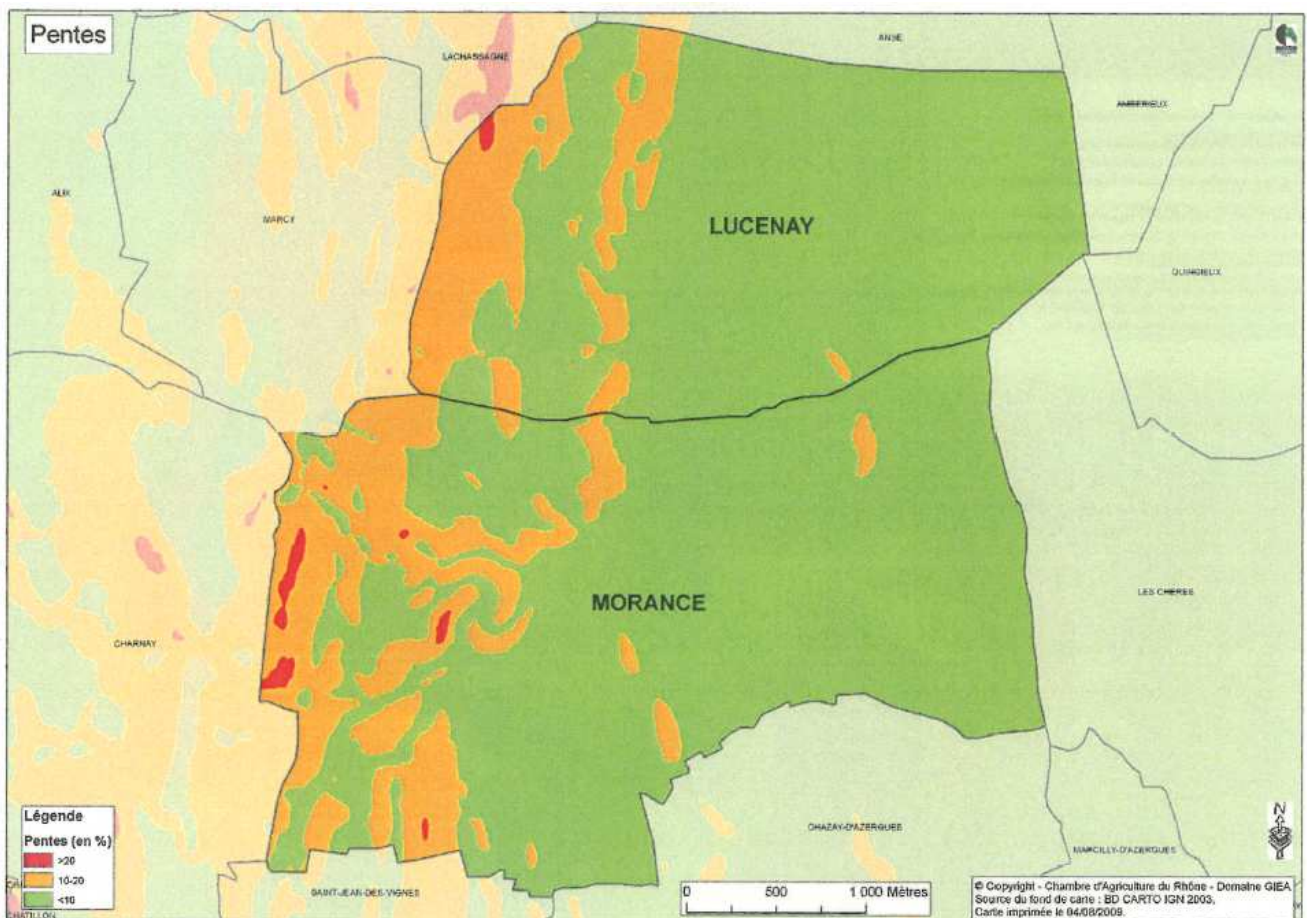 Pentes
LACHASSAGNE
ANSE
AMBERIEUX
ALIX
MARCY
LUCENAY
QUINCIEUX
MORANCE
LES CHERES
CHARNAY
CHAZAY-D'AZERGUES
MARCILLY-D'AZERGUES
SAINT-JEAN-DES-VIGNES
CHATILLON
Légende
Pentes (en %)
>20
10-20
<10
0 500 1 000 Mètres
N
© Copyright - Chambre d'Agriculture du Rhône - Domaine GIEA
Source du fond de carte : BD CARTO IGN 2003,
Carte imprimée le 04/08/2009.